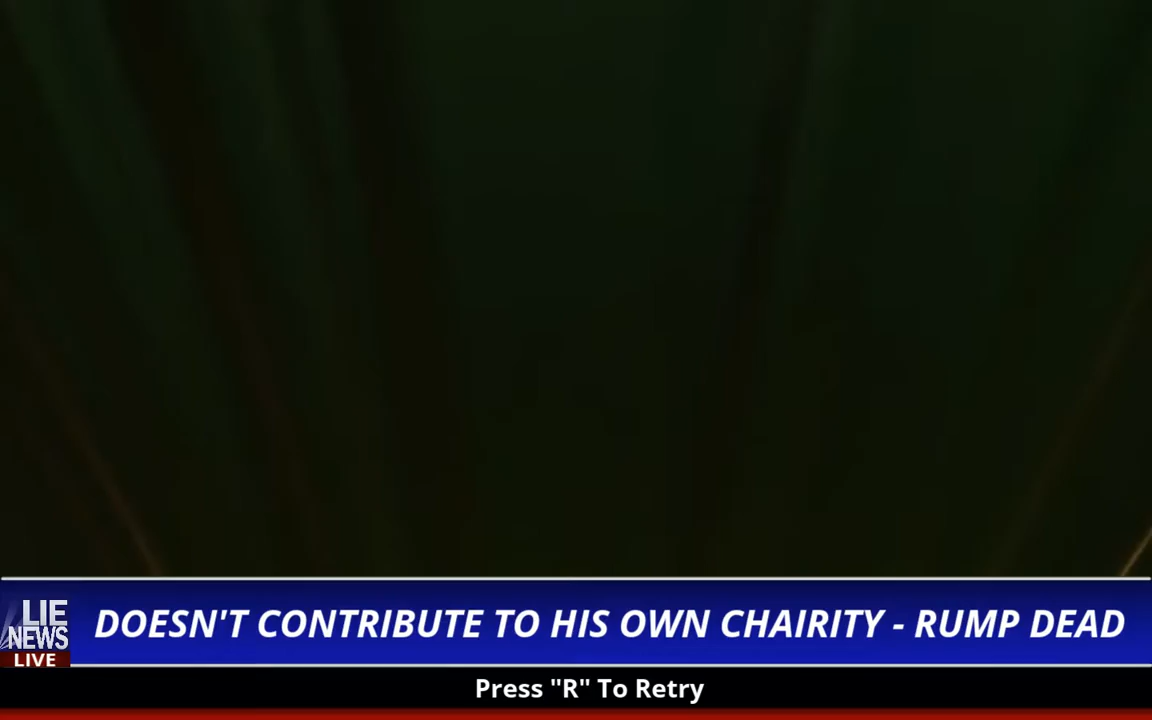 LIE
NEWS
LIVE
DOESN'T CONTRIBUTE TO HIS OWN CHAIRITY - RUMP DEAD
Press "R" To Retry